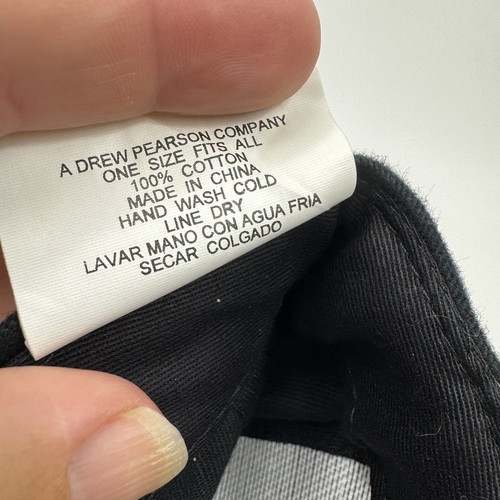 A DREW PEARSON COMPANY
ONE SIZE FITS ALL
100% COTTON
MADE IN CHINA
HAND WASH COLD
LINE DRY
LAVAR MANO CON AGUA FRIA
SECAR COLGADO